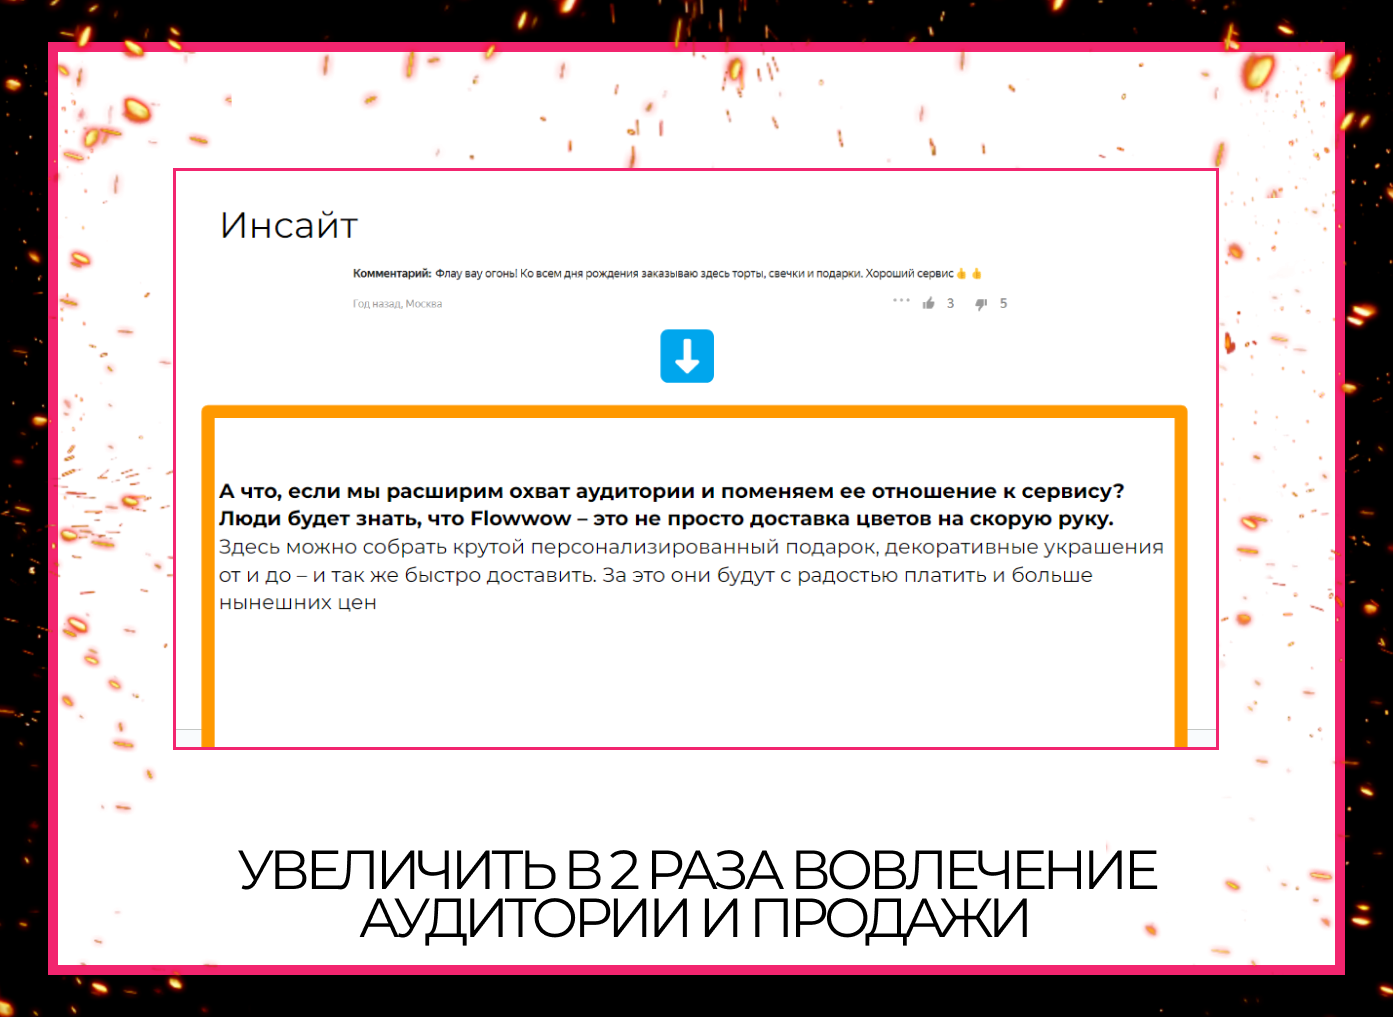 Инсайт
Комментарий: Флау вау огонь! Ко всем дня рождения заказываю здесь торты, свечки и подарки. Хороший сервис👍👍
Год назад, Москва ... 3 5
А что, если мы расширим охват аудитории и поменяем ее отношение к сервису?
Люди будет знать, что Flowwow – это не просто доставка цветов на скорую руку.
Здесь можно собрать крутой персонализированный подарок, декоративные украшения
от и до – и так же быстро доставить. За это они будут с радостью платить и больше
нынешних цен
УВЕЛИЧИТЬ В 2 РАЗА ВОВЛЕЧЕНИЕ
АУДИТОРИИ И ПРОДАЖИ